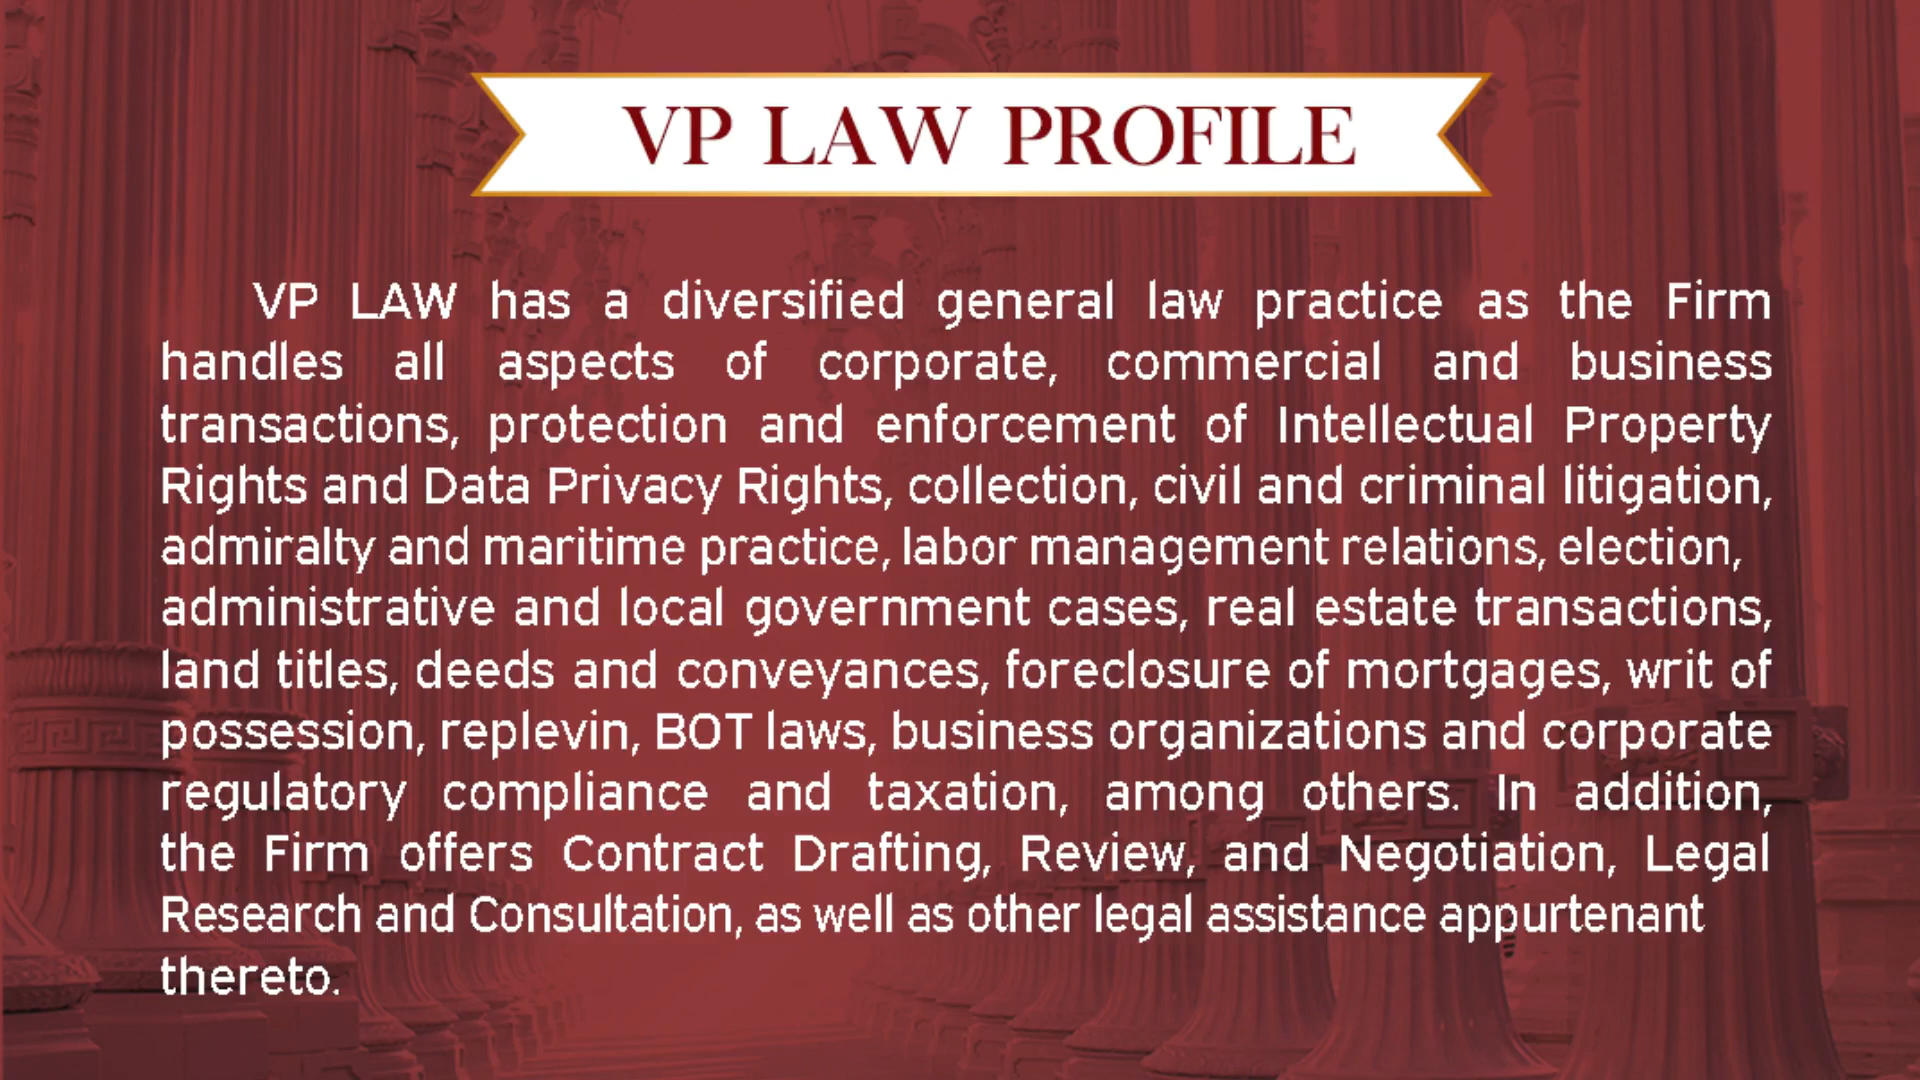 VP LAW PROFILE
VP LAW has a diversified general law practice as the Firm
handles all aspects of corporate, commercial and business
transactions, protection and enforcement of Intellectual Property
Rights and Data Privacy Rights, collection, civil and criminal litigation,
admiralty and maritime practice, labor management relations, election,
administrative and local government cases, real estate transactions,
land titles, deeds and conveyances, foreclosure of mortgages, writ of
possession, replevin, BOT laws, business organizations and corporate
regulatory compliance and taxation, among others. In addition,
the Firm offers Contract Drafting, Review, and Negotiation, Legal
Research and Consultation, as well as other legal assistance appurtenant
thereto.